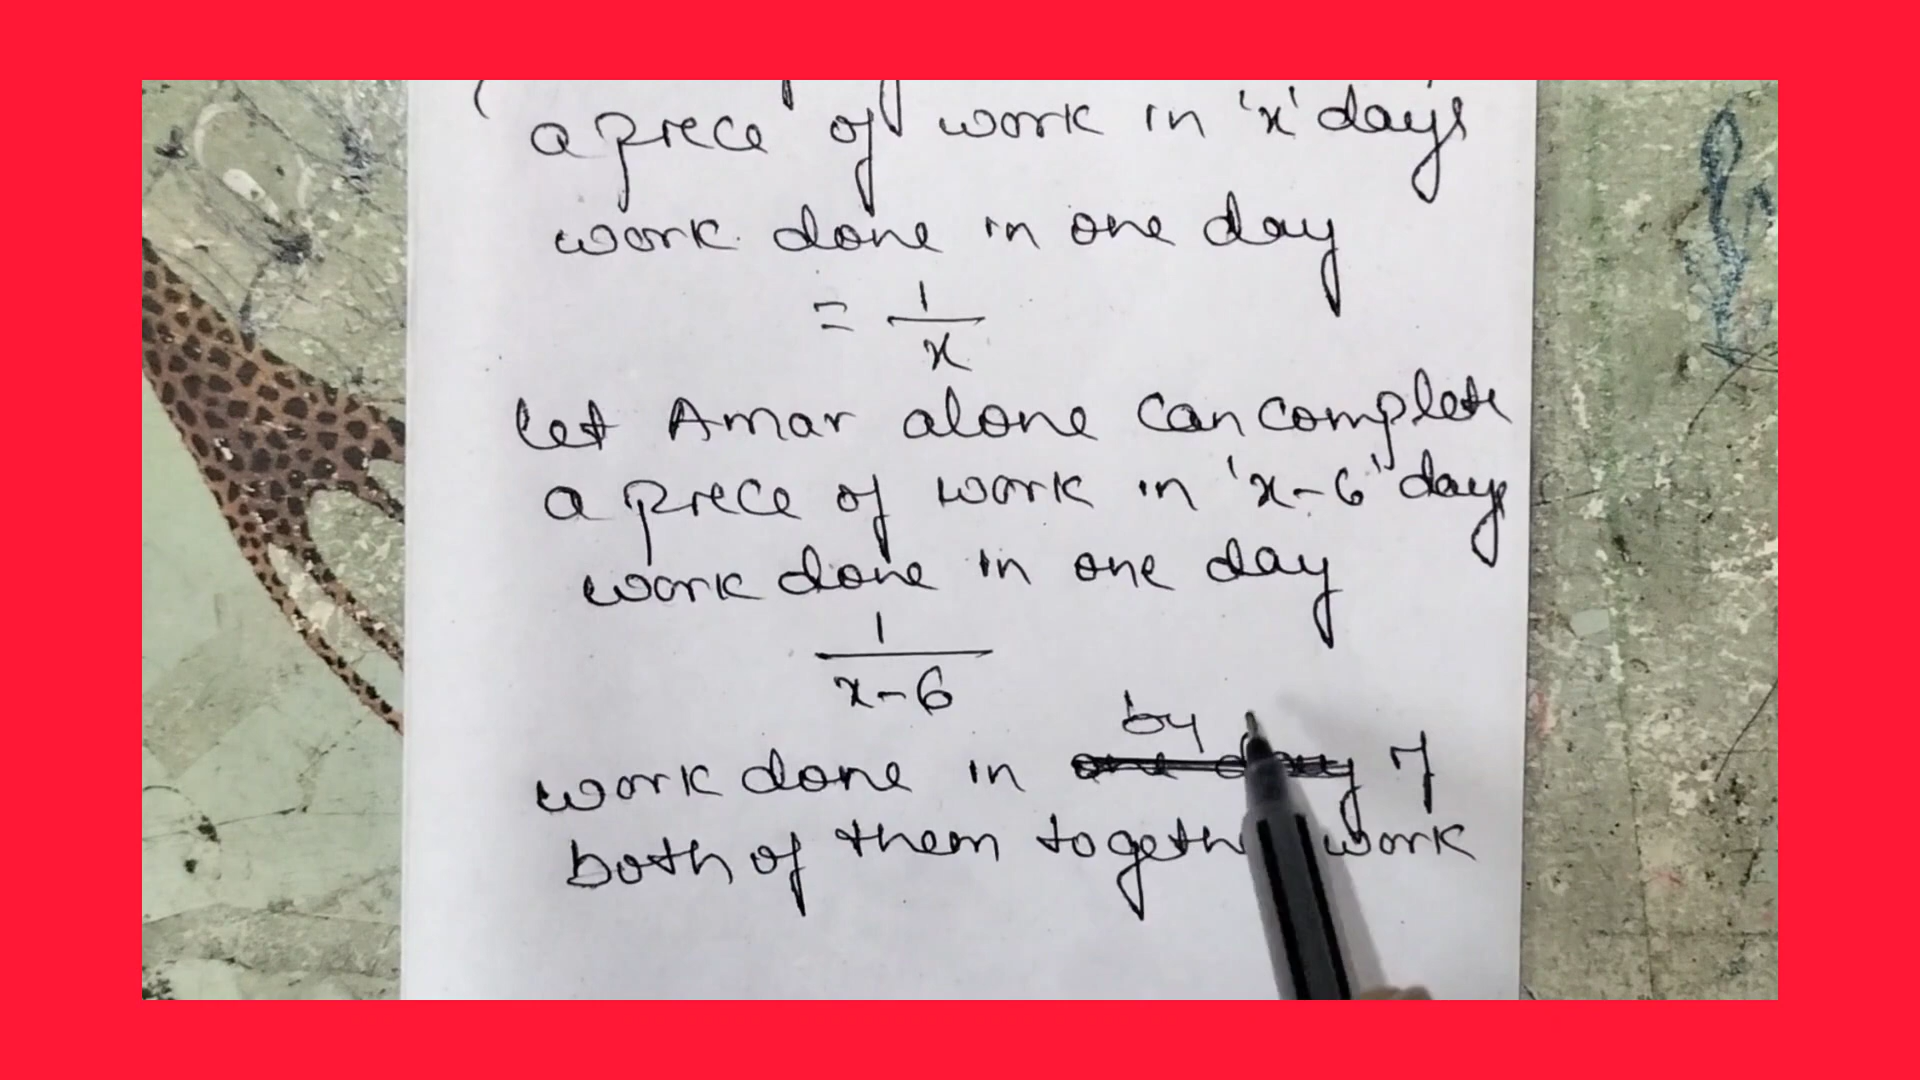 a piece of work in 'x' days
work done in one day
= 1/x
let Amar alone can complete
a piece of work in 'x-6' days
work done in one day
1/x-6
by
work done in one day 7
both of them together work